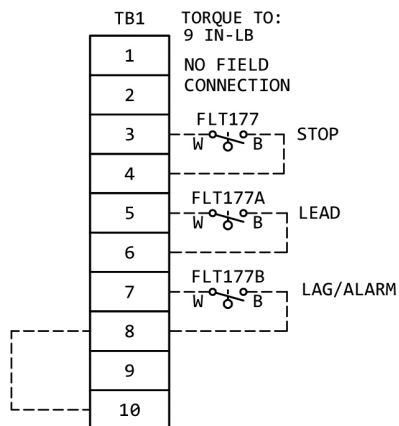 TB1
TORQUE TO:
9 IN-LB
1
NO FIELD
CONNECTION
2
FLT177
3
W
B
STOP
4
FLT177A
5
W
B
LEAD
6
FLT177B
7
W
B
LAG/ALARM
8
9
10